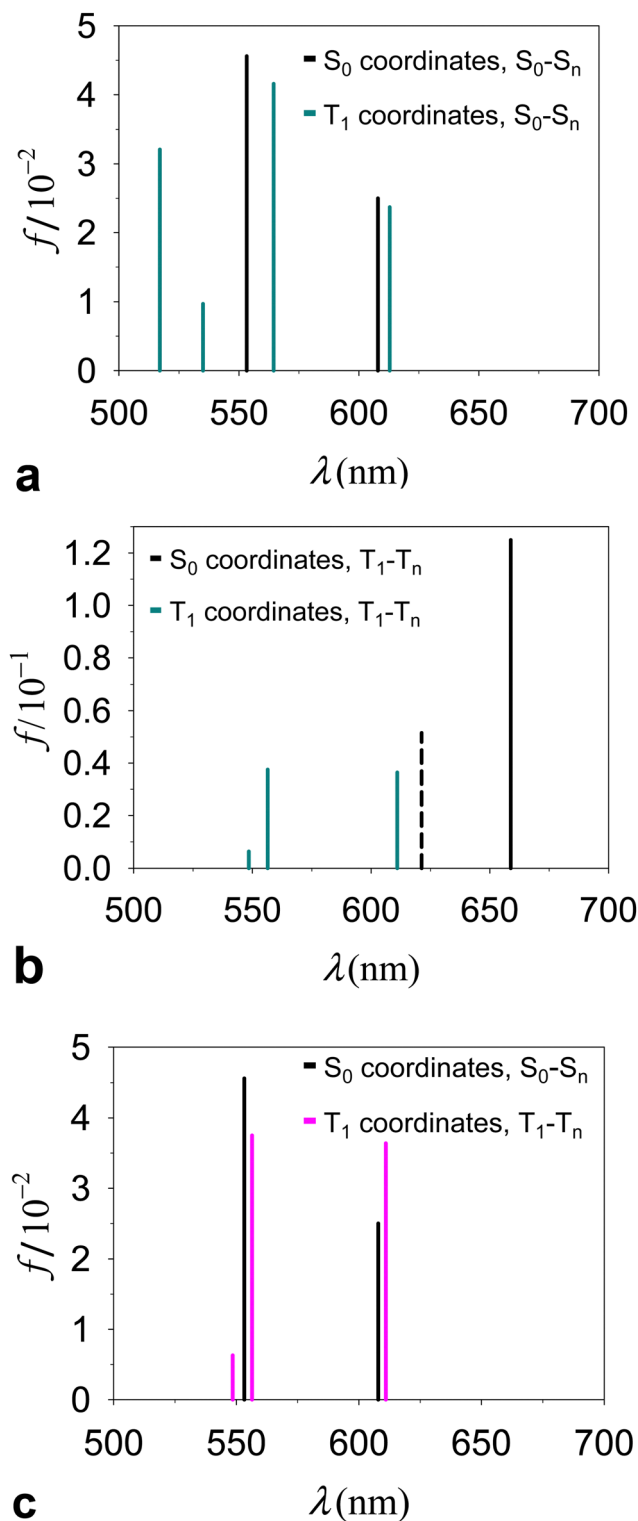 5
4
3
2
1
0
f/10⁻²
S₀ coordinates, S₀-Sₙ
T₁ coordinates, S₀-Sₙ
500 550 600 650 700
λ(nm)
a
1.2
1.0
0.8
0.6
0.4
0.2
0.0
f/10⁻¹
S₀ coordinates, T₁-Tₙ
T₁ coordinates, T₁-Tₙ
500 550 600 650 700
λ(nm)
b
5
4
3
2
1
0
f/10⁻²
S₀ coordinates, S₀-Sₙ
T₁ coordinates, T₁-Tₙ
500 550 600 650 700
λ(nm)
c